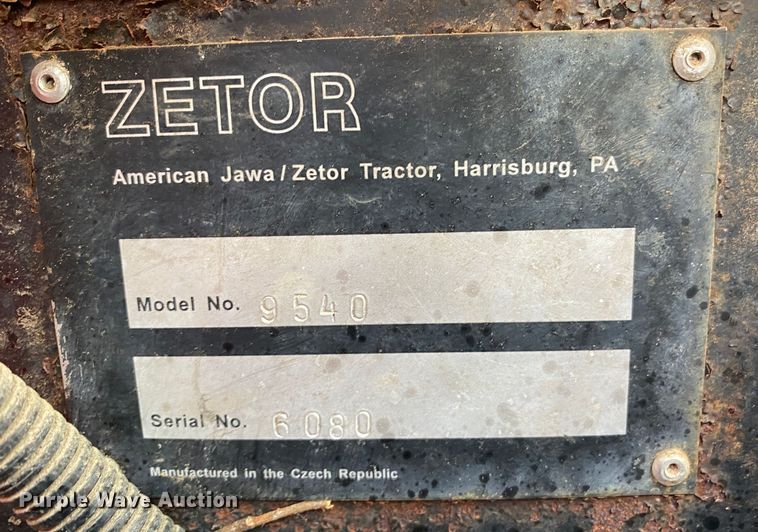 ZETOR
American Jawa/Zetor Tractor, Harrisburg, PA
Model No. 9540
Serial No. 6080
Manufactured in the Czech Republic
Purple Wave Auction